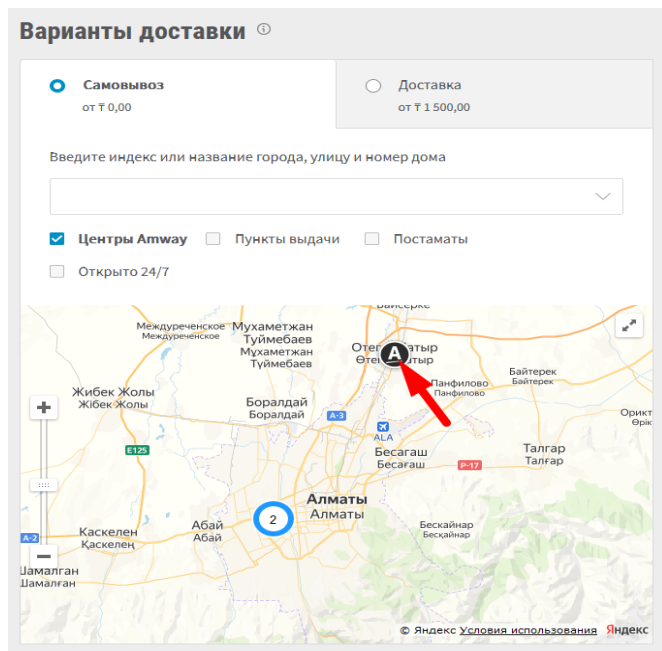 Варианты доставки
Самовывоз
от ₸ 0,00
Доставка
от ₸ 1 500,00
Введите индекс или название города, улицу и номер дома
Центры Amway
Пункты выдачи
Постаматы
Открыто 24/7
Байсерке
Междуреченское
Междуреченское
Мухаметжан
Туймебаев
Мұхаметжан
Түймебаев
A
Байтерек
Байтерек
Панфилово
Панфилово
Жибек Жолы
Жібек Жолы
Боралдай
Боралдай
A-3
ALA
E125
Бесагаш
Бесағаш
P-17
Талгар
Талғар
Алматы
Алматы
2
Абай
Абай
Бескайнар
Бесқайнар
A-2
Каскелен
Қаскелең
Шамалган
Шамалған
© Яндекс Условия использования Яндекс